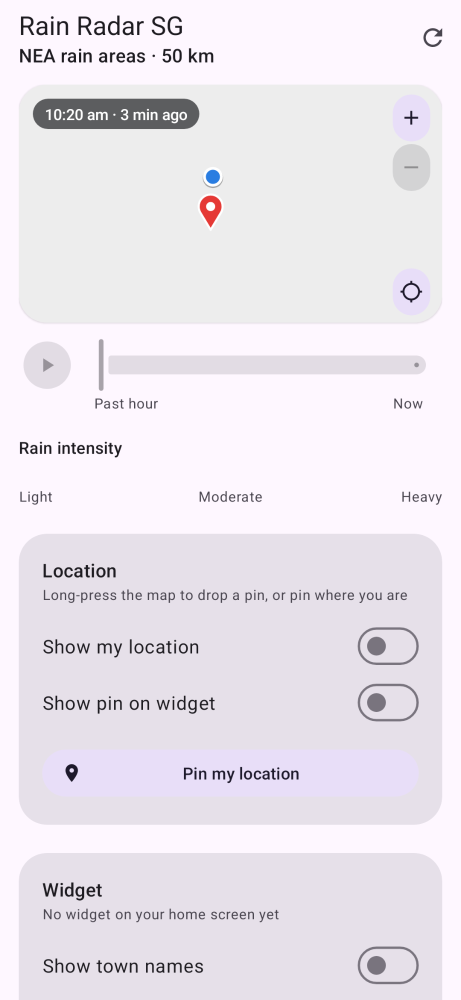 Rain Radar SG
NEA rain areas · 50 km
10:20 am · 3 min ago
Past hour
Now
Rain intensity
Light
Moderate
Heavy
Location
Long-press the map to drop a pin, or pin where you are
Show my location
Show pin on widget
Pin my location
Widget
No widget on your home screen yet
Show town names